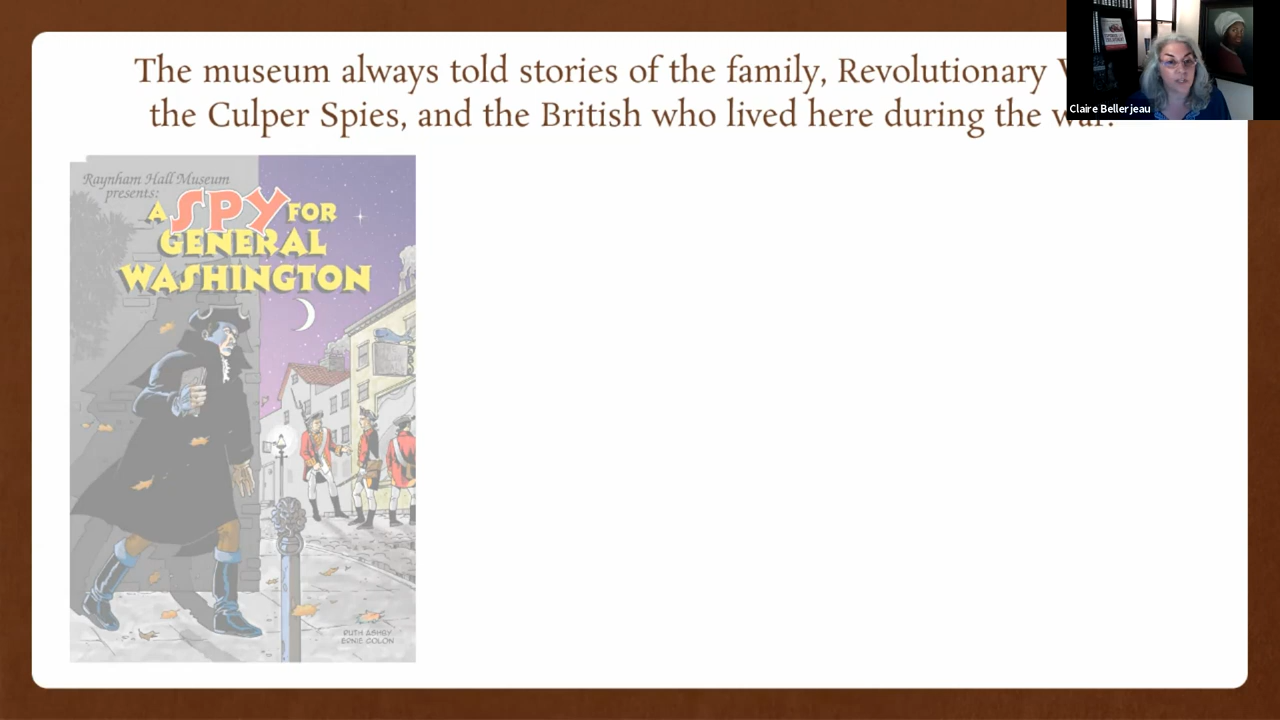 The museum always told stories of the family, Revolutionary
the Culper Spies, and the British who lived here during the war.
Claire Bellerjeau
Raynham Hall Museum
presents:
A SPY FOR
GENERAL
WASHINGTON
RUTH ASHBY
ERNIE COLON